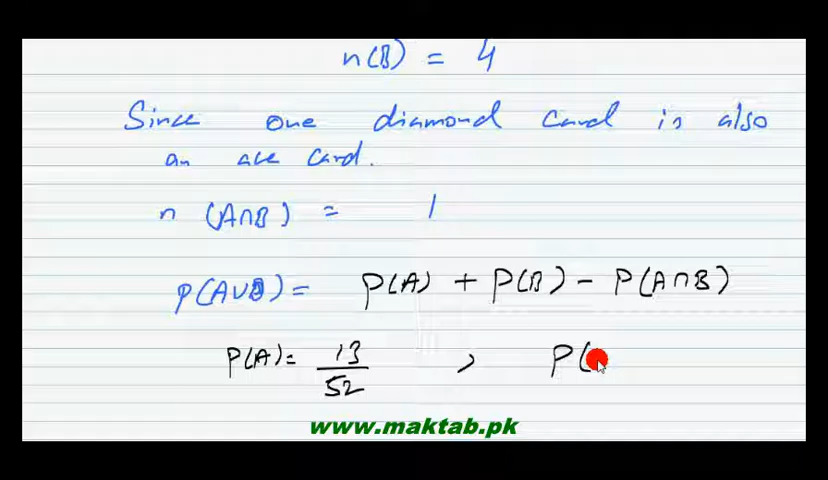 n(B) = 4
Since one diamond card is also
an ace card.
n (A∩B) = 1
P(A∪B) = P(A) + P(B) - P(A∩B)
P(A) = 13/52 , P(
www.maktab.pk